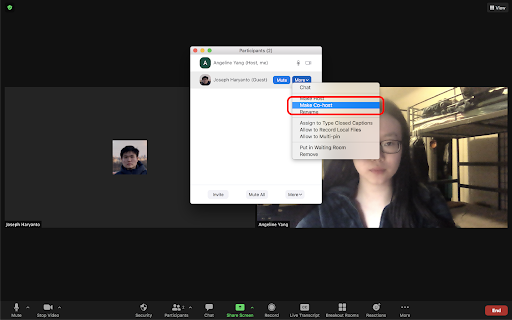 View
Participants (2)
A
Angeline Yang (Host, me)
Joseph Haryanto (Guest)
Mute
More
Chat
Make Host
Make Co-host
Rename
Assign to Type Closed Captions
Allow to Record Local Files
Allow to Multi-pin
Put in Waiting Room
Remove
Invite
Mute All
More
Joseph Haryanto
Angeline Yang
Mute
Stop Video
Security
Participants
2
Chat
Share Screen
Record
Live Transcript
Breakout Rooms
Reactions
More
End